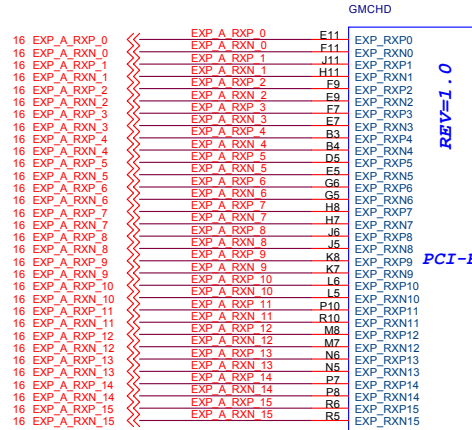 GMCHD
16 EXP_A_RXP_0 EXP_A_RXP_0 E11 EXP_RXP0
16 EXP_A_RXN_0 EXP_A_RXN_0 F11 EXP_RXN0
16 EXP_A_RXP_1 EXP_A_RXP_1 J11 EXP_RXP1
16 EXP_A_RXN_1 EXP_A_RXN_1 H11 EXP_RXN1
16 EXP_A_RXP_2 EXP_A_RXP_2 F9 EXP_RXP2
16 EXP_A_RXN_2 EXP_A_RXN_2 E9 EXP_RXN2
16 EXP_A_RXP_3 EXP_A_RXP_3 F7 EXP_RXP3
16 EXP_A_RXN_3 EXP_A_RXN_3 E7 EXP_RXN3
16 EXP_A_RXP_4 EXP_A_RXP_4 B3 EXP_RXP4
16 EXP_A_RXN_4 EXP_A_RXN_4 B4 EXP_RXN4
16 EXP_A_RXP_5 EXP_A_RXP_5 D5 EXP_RXP5
16 EXP_A_RXN_5 EXP_A_RXN_5 E5 EXP_RXN5
16 EXP_A_RXP_6 EXP_A_RXP_6 G6 EXP_RXP6
16 EXP_A_RXN_6 EXP_A_RXN_6 G5 EXP_RXN6
16 EXP_A_RXP_7 EXP_A_RXP_7 H8 EXP_RXP7
16 EXP_A_RXN_7 EXP_A_RXN_7 H7 EXP_RXN7
16 EXP_A_RXP_8 EXP_A_RXP_8 J6 EXP_RXP8
16 EXP_A_RXN_8 EXP_A_RXN_8 J5 EXP_RXN8
16 EXP_A_RXP_9 EXP_A_RXP_9 K8 EXP_RXP9
16 EXP_A_RXN_9 EXP_A_RXN_9 K7 EXP_RXN9
16 EXP_A_RXP_10 EXP_A_RXP_10 L6 EXP_RXP10
16 EXP_A_RXN_10 EXP_A_RXN_10 L5 EXP_RXN10
16 EXP_A_RXP_11 EXP_A_RXP_11 P10 EXP_RXP11
16 EXP_A_RXN_11 EXP_A_RXN_11 R10 EXP_RXN11
16 EXP_A_RXP_12 EXP_A_RXP_12 M8 EXP_RXP12
16 EXP_A_RXN_12 EXP_A_RXN_12 M7 EXP_RXN12
16 EXP_A_RXP_13 EXP_A_RXP_13 N6 EXP_RXP13
16 EXP_A_RXN_13 EXP_A_RXN_13 N5 EXP_RXN13
16 EXP_A_RXP_14 EXP_A_RXP_14 P7 EXP_RXP14
16 EXP_A_RXN_14 EXP_A_RXN_14 P8 EXP_RXN14
16 EXP_A_RXP_15 EXP_A_RXP_15 R6 EXP_RXP15
16 EXP_A_RXN_15 EXP_A_RXN_15 R5 EXP_RXN15
REV=1.0